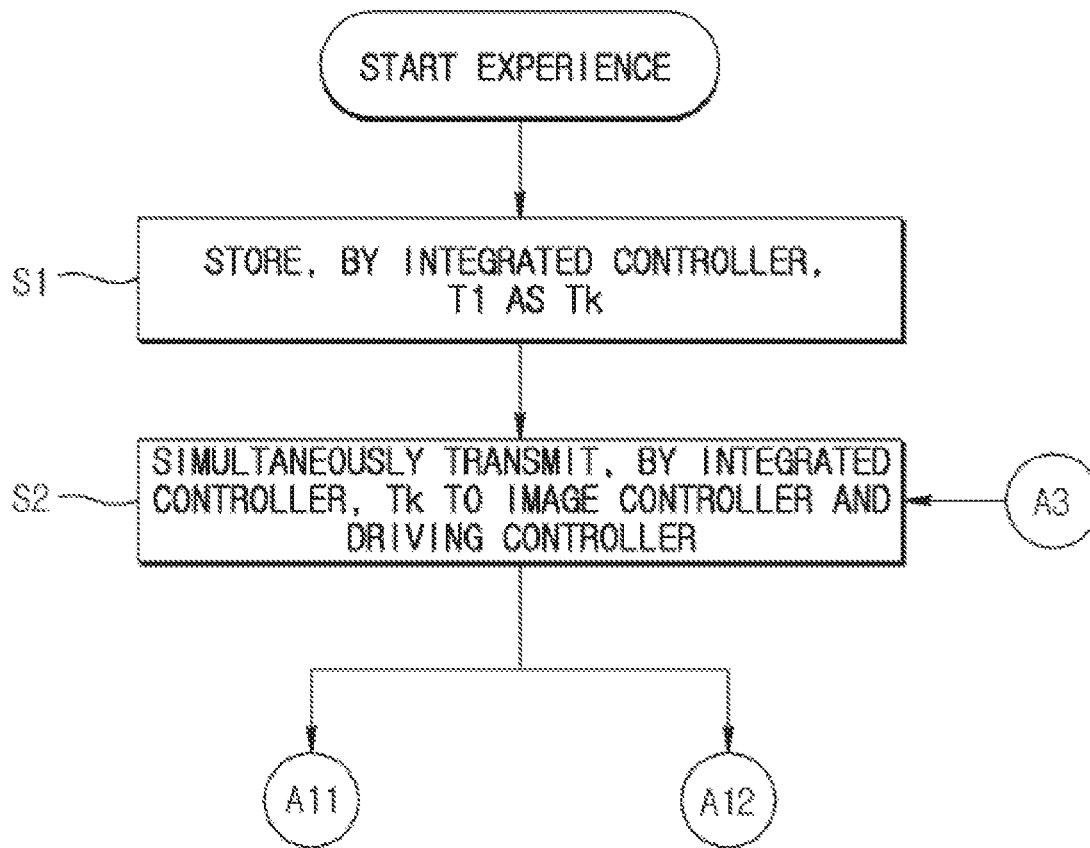 START EXPERIENCE
S1
STORE, BY INTEGRATED CONTROLLER,
T1 AS Tk
S2
SIMULTANEOUSLY TRANSMIT, BY INTEGRATED
CONTROLLER, Tk TO IMAGE CONTROLLER AND
DRIVING CONTROLLER
A3
A11
A12